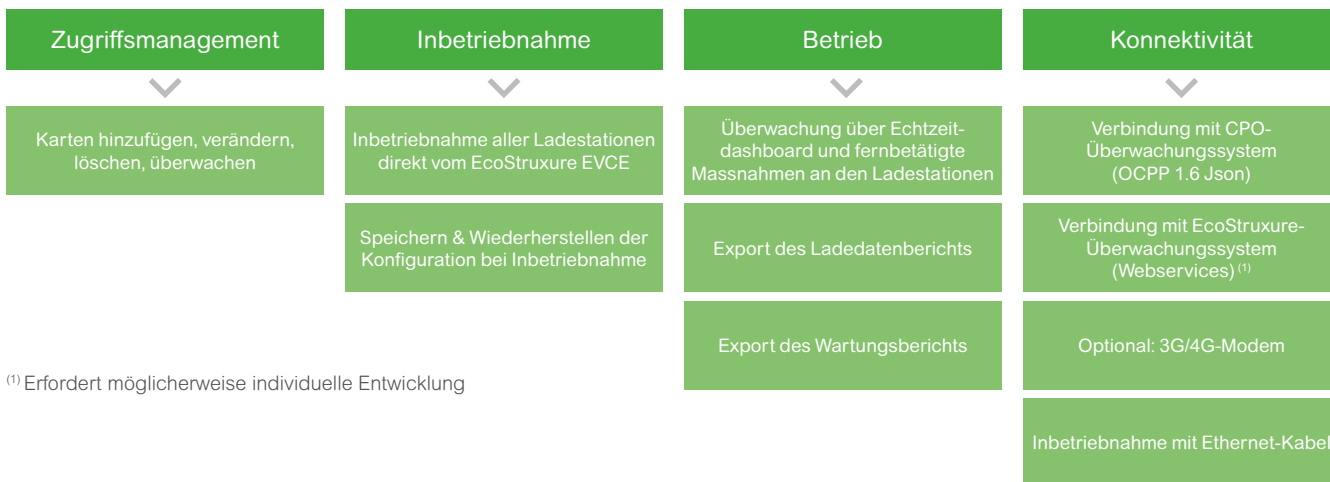 Zugriffsmanagement
Karten hinzufügen, verändern,
löschen, überwachen
Inbetriebnahme
Inbetriebnahme aller Ladestationen
direkt vom EcoStruxure EVCE
Speichern & Wiederherstellen der
Konfiguration bei Inbetriebnahme
Betrieb
Überwachung über Echtzeit-
dashboard und fernbetätigte
Massnahmen an den Ladestationen
Export des Ladedatenberichts
Export des Wartungsberichts
Konnektivität
Verbindung mit CPO-
Überwachungssystem
(OCPP 1.6 Json)
Verbindung mit EcoStruxure-
Überwachungssystem
(Webservices) (1)
Optional: 3G/4G-Modem
Inbetriebnahme mit Ethernet-Kabel
(1) Erfordert möglicherweise individuelle Entwicklung